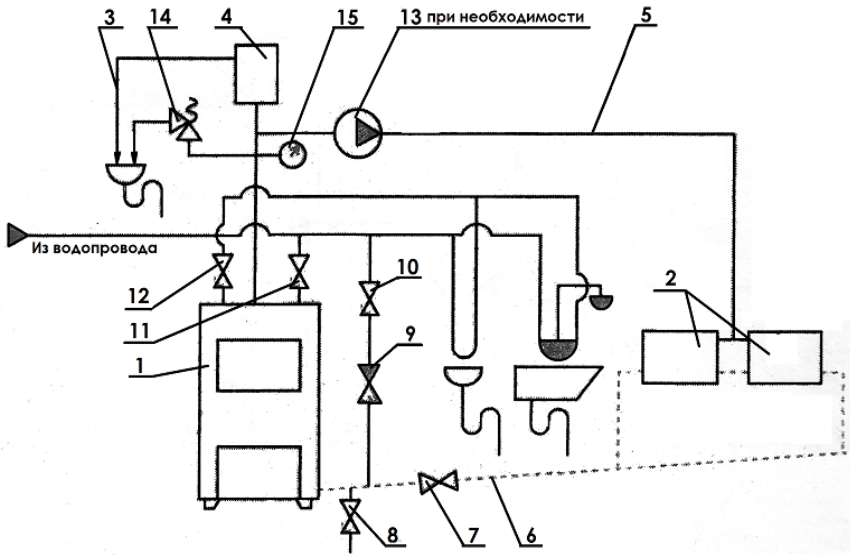 3 14 4 13 при необходимости 5
15
Из водопровода
12 11 10 2
1 9
8 7 6